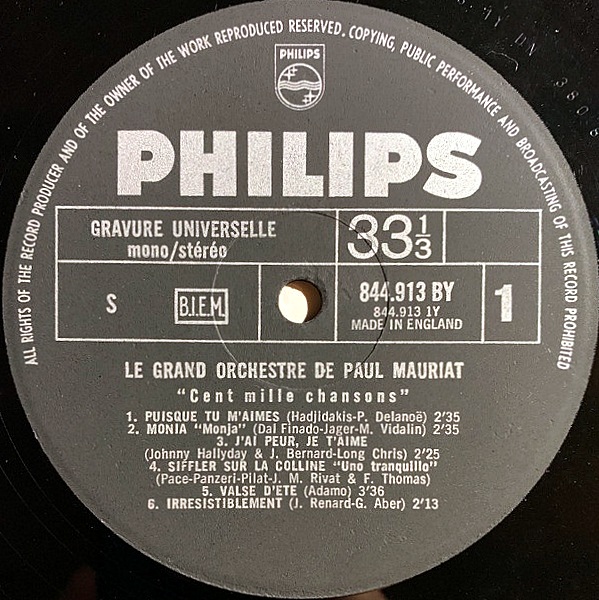 ALL RIGHTS OF THE RECORD PRODUCER AND OF THE OWNER OF THE WORK REPRODUCED RESERVED. COPYING, PUBLIC PERFORMANCE AND BROADCASTING OF THIS RECORD PROHIBITED
PHILIPS
PHILIPS
GRAVURE UNIVERSELLE
mono/stéréo
33 1/3
S
B.I.E.M.
844.913 BY
844.913 1Y
MADE IN ENGLAND
1
LE GRAND ORCHESTRE DE PAUL MAURIAT
"Cent mille chansons"
1. PUISQUE TU M'AIMES (Hadjidakis-P. Delanoë) 2'35
2. MONIA "Monja" (Dal Finado-Jager-M. Vidalin) 2'35
3. J'AI PEUR, JE T'AIME
(Johnny Hallyday & J. Bernard-Long Chris) 2'25
4. SIFFLER SUR LA COLLINE "Uno tranquillo"
(Pace-Panzeri-Pilat-J. M. Rivat & F. Thomas)
5. VALSE D'ETE (Adamo) 3'36
6. IRRESISTIBLEMENT (J. Renard-G. Aber) 2'13